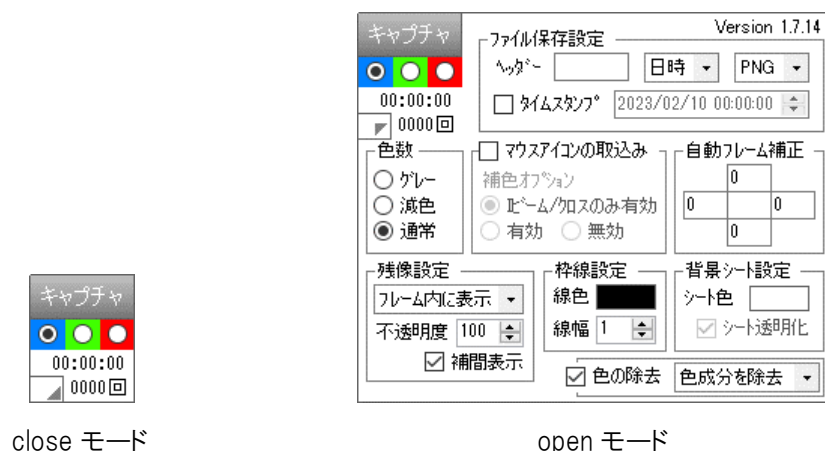 キャプチャ
00:00:00
0000回
close モード
キャプチャ
00:00:00
0000回
Version 1.7.14
ファイル保存設定
ヘッダー
日時
PNG
タイムスタンプ
2023/02/10 00:00:00
色数
グレー
減色
通常
マウスアイコンの取込み
補色オプション
Iビーム/クロスのみ有効
有効
無効
自動フレーム補正
0
0
0
0
残像設定
フレーム内に表示
不透明度 100
補間表示
枠線設定
線色
線幅 1
背景シート設定
シート色
シート透明化
色の除去
色成分を除去
open モード